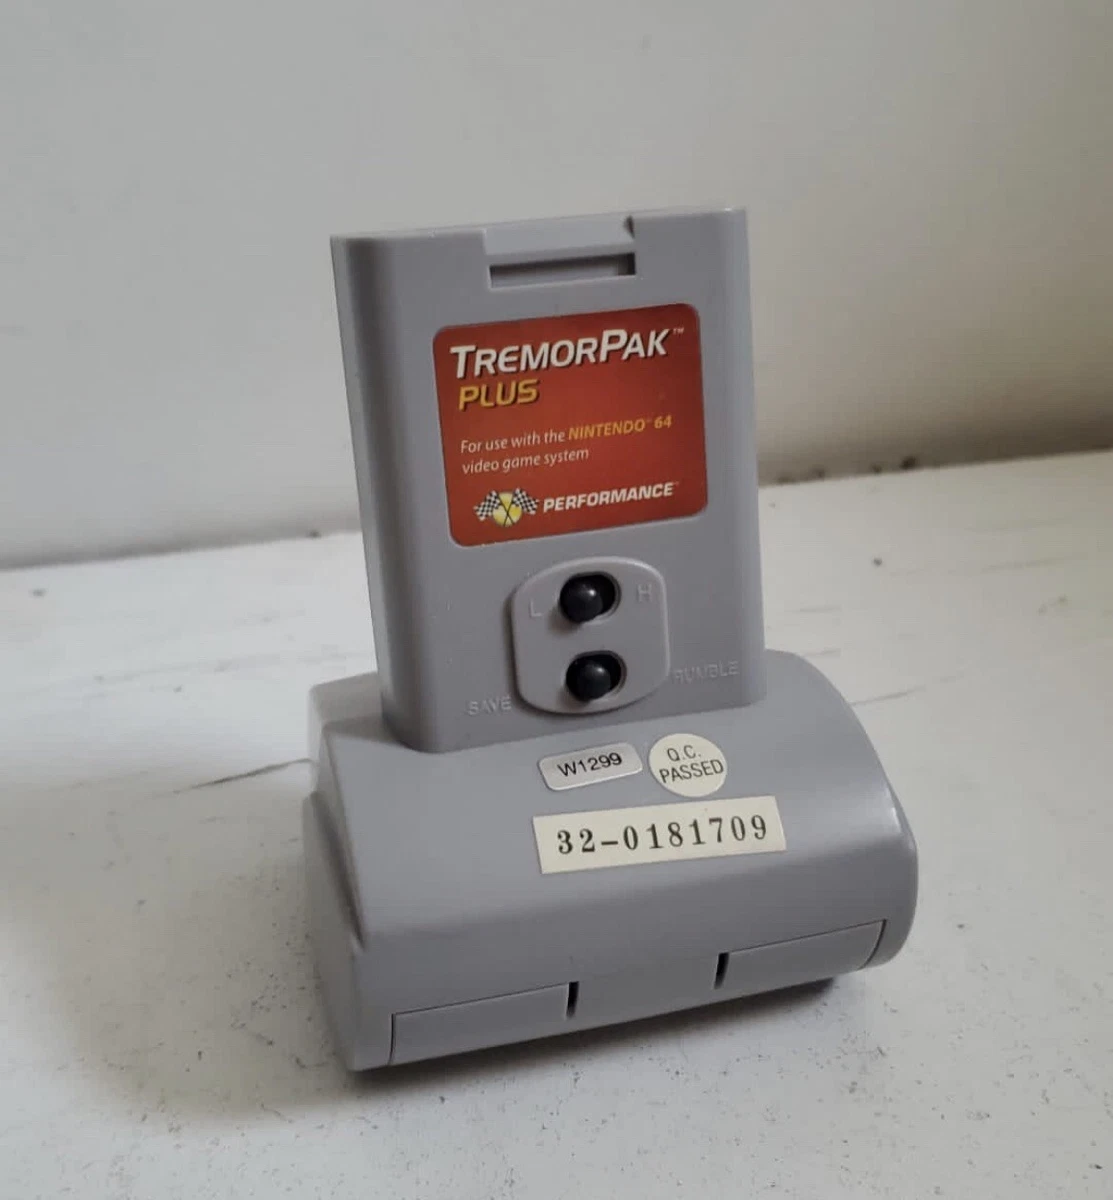 TREMORPAK™
PLUS
For use with the NINTENDO® 64
video game system
PERFORMANCE™
L H
SAVE RUMBLE
W1299
Q.C.
PASSED
32-0181709